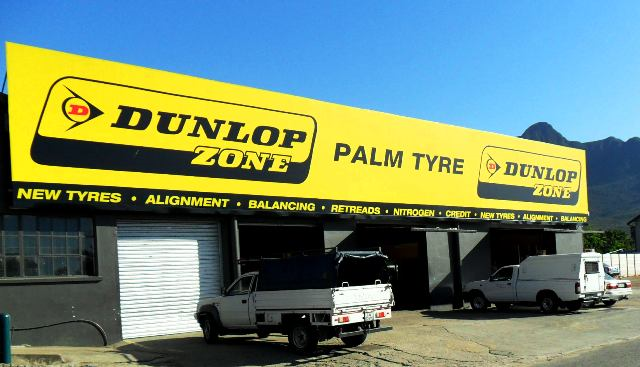 D DUNLOP
ZONE
PALM TYRE
D DUNLOP
ZONE
NEW TYRES • ALIGNMENT • BALANCING • RETREADS • NITROGEN • CREDIT • NEW TYRES • ALIGNMENT • BALANCING